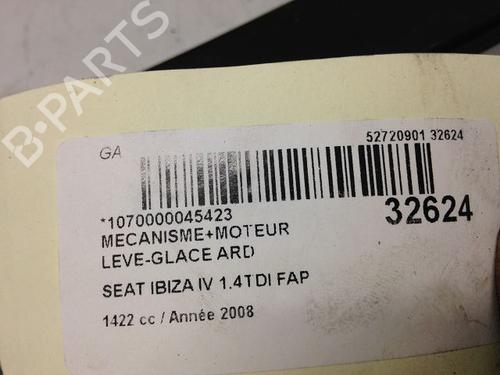 B-PARTS
GA
52720901 32624
*1070000045423
32624
MECANISME+MOTEUR
LEVE-GLACE ARD
SEAT IBIZA IV 1.4TDI FAP
1422 cc / Année 2008